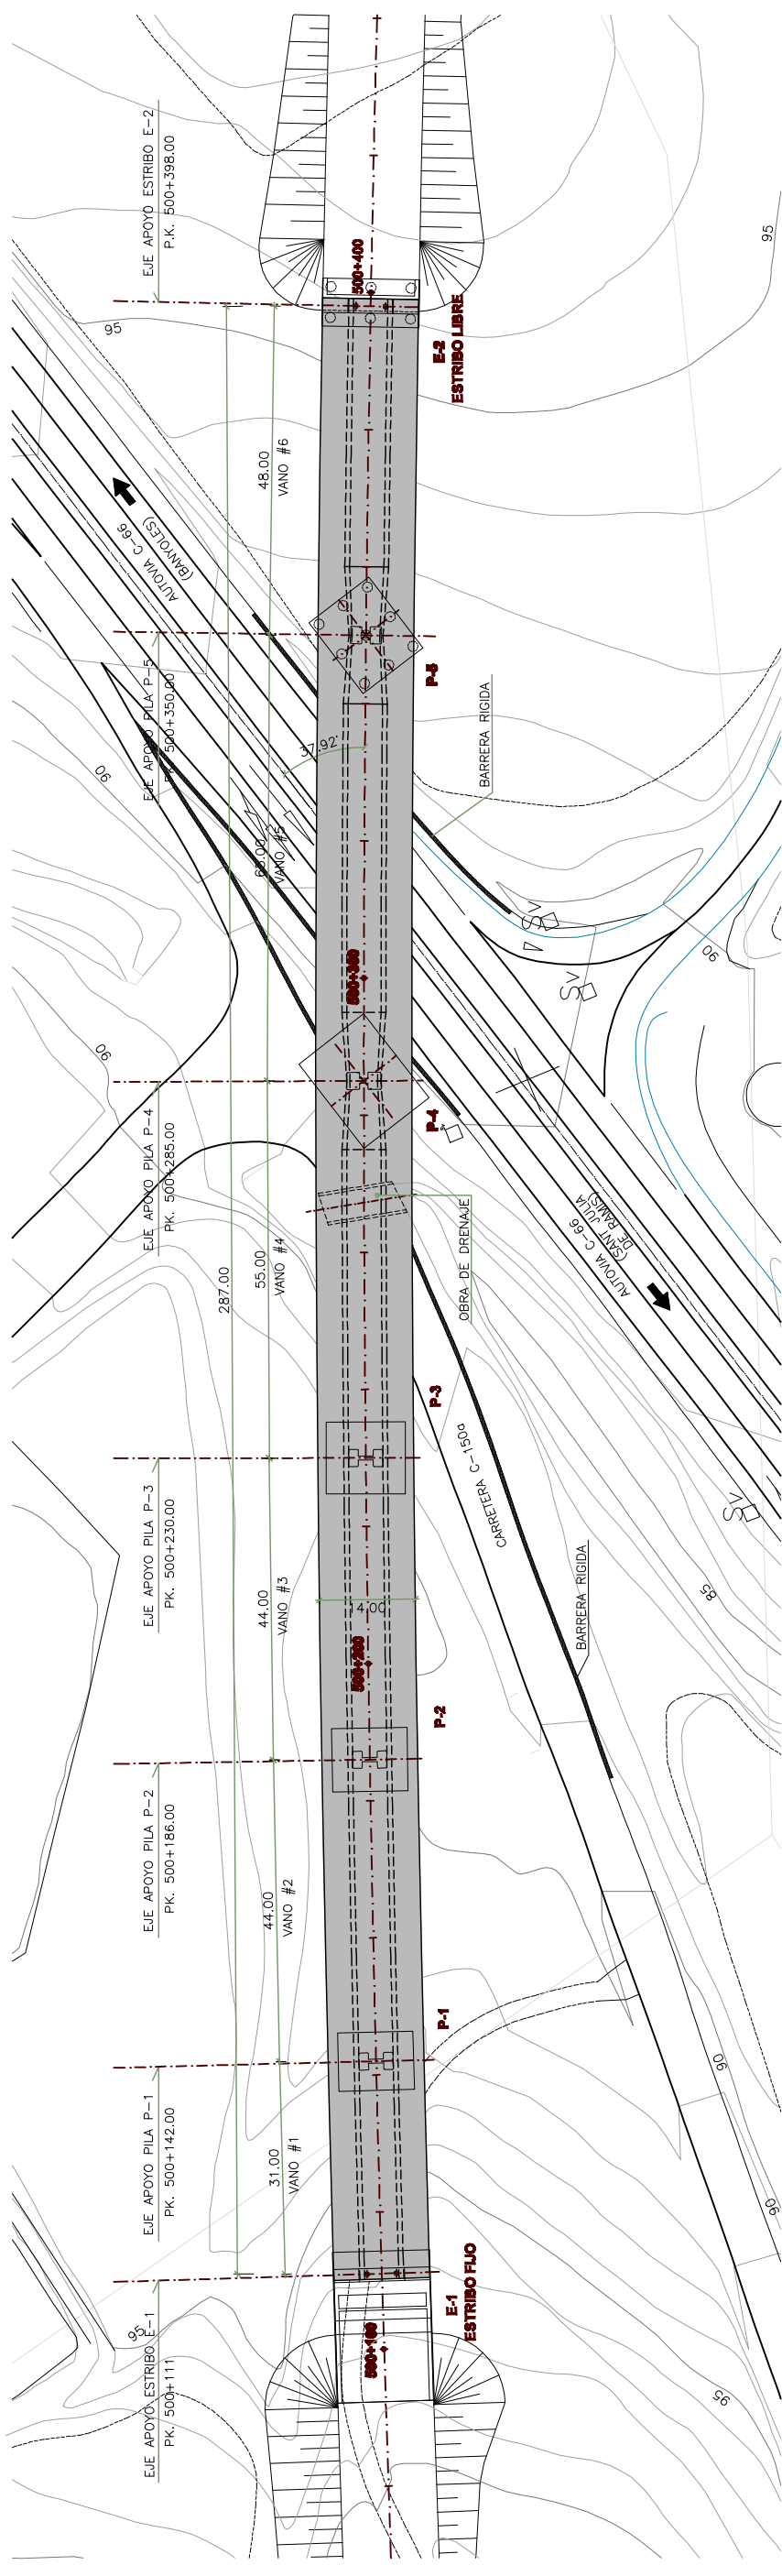 EJE APOYO ESTRIBO E-2
P.K. 500+398.00
500+400
95
95
E-2
ESTRIBO LIBRE
48.00
VANO #6
AUTOVIA C-66
(BANYOLES)
EJE APOYO PILA P-5
PK. 500+350.00
P-5
37.92
BARRERA RIGIDA
90
65.00
VANO #5
SV
90
500+300
SV
90
EJE APOYO PILA P-4
PK. 500+285.00
P-4
AUTOVIA C-66
(SANT JULIA
DE RAMIS)
OBRA DE DRENAJE
55.00
VANO #4
287.00
P-3
CARRETERA C-150a
EJE APOYO PILA P-3
PK. 500+230.00
SV
BARRERA RIGIDA
85
44.00
VANO #3
14.00
500+200
P-2
EJE APOYO PILA P-2
PK. 500+186.00
44.00
VANO #2
P-1
90
EJE APOYO PILA P-1
PK. 500+142.00
31.00
VANO #1
90
E-1
ESTRIBO FIJO
95
500+100
EJE APOYO ESTRIBO E-1
PK. 500+111
95